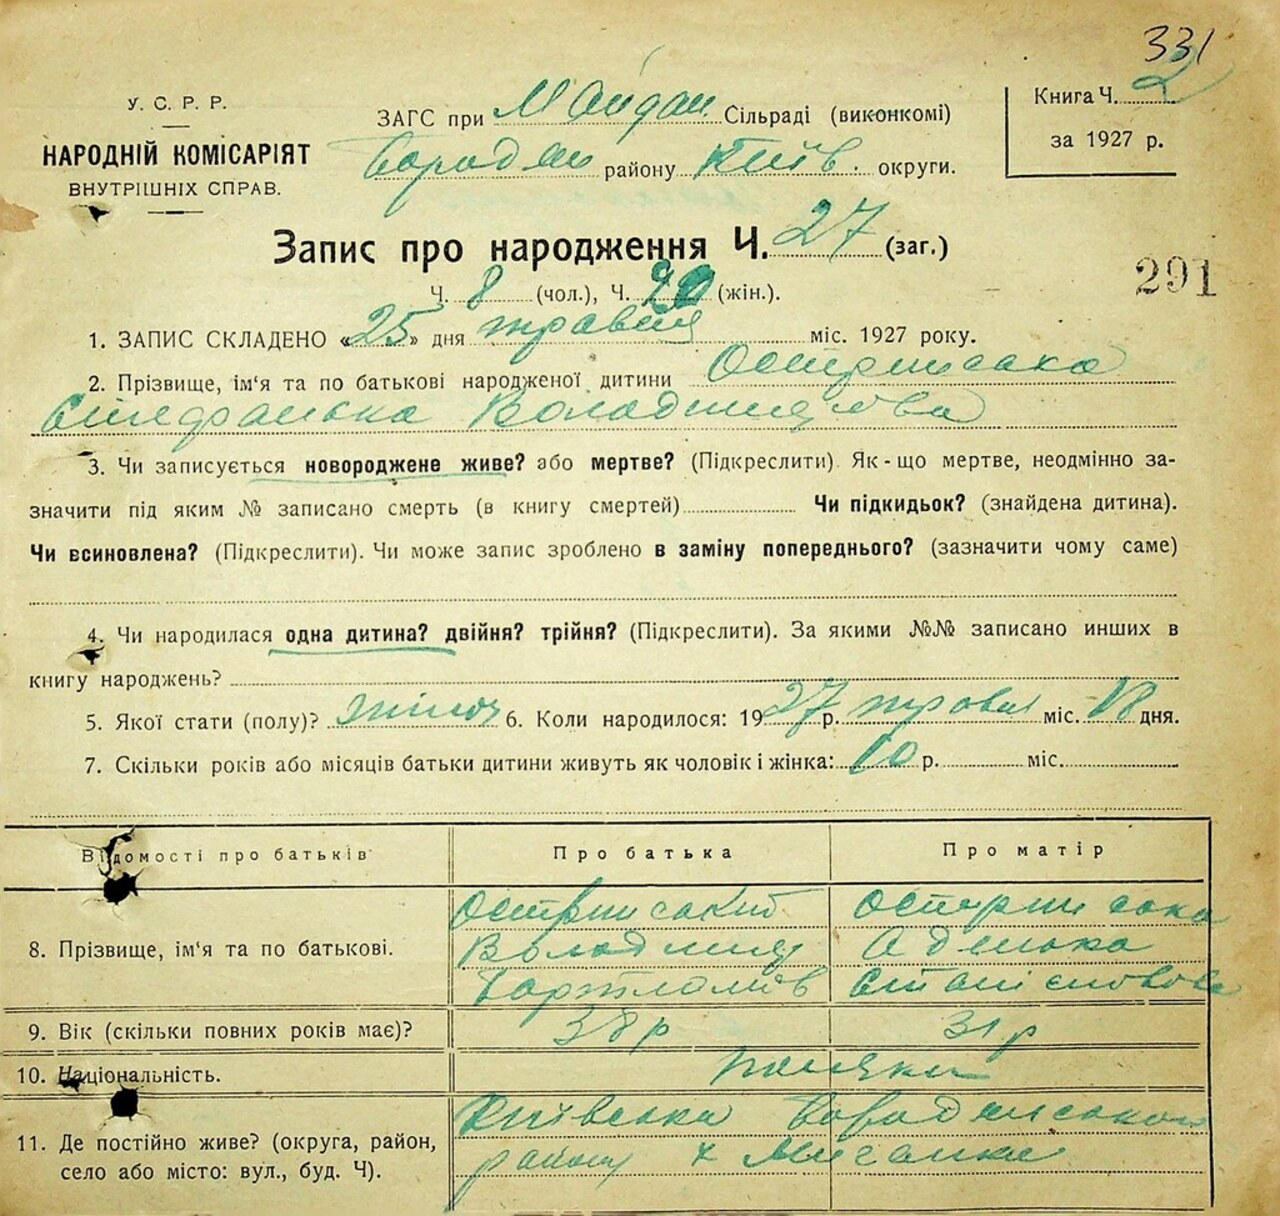 331
У. С. Р. Р.
НАРОДНІЙ КОМІСАРІЯТ
ВНУТРІШНІХ СПРАВ.
ЗАГС при Майдан Сільраді (виконкомі)
Бородян району Київ. округи.
Книга Ч. 2
за 1927 р.
Запис про народження Ч. 27 (заг.)
Ч. 8 (чол.), Ч. (жін.).
291
1. ЗАПИС СКЛАДЕНО «25» дня травня міс. 1927 року.
2. Прізвище, ім'я та по батькові народженої дитини
3. Чи записується новороджене живе? або мертве? (Підкреслити). Як-що мертве, неодмінно за-
значити під яким № записано смерть (в книгу смертей) Чи підкидьок? (знайдена дитина).
Чи всиновлена? (Підкреслити). Чи може запис зроблено в заміну попереднього? (зазначити чому саме)
4. Чи народилася одна дитина? двійня? трійня? (Підкреслити). За якими №№ записано инших в
книгу народжень?
5. Якої стати (полу)? жіноч 6. Коли народилося: 1927 р. травня міс. 18 дня.
7. Скільки років або місяців батьки дитини живуть як чоловік і жінка: 10 р. міс.
Відомості про батьків
Про батька
Про матір
8. Прізвище, ім'я та по батькові.
Володимир
9. Вік (скільки повних років має)?
38 р
31 р
10. Національність.
поляки
11. Де постійно живе? (округа, район,
село або місто: вул., буд. Ч).
Київська
району х